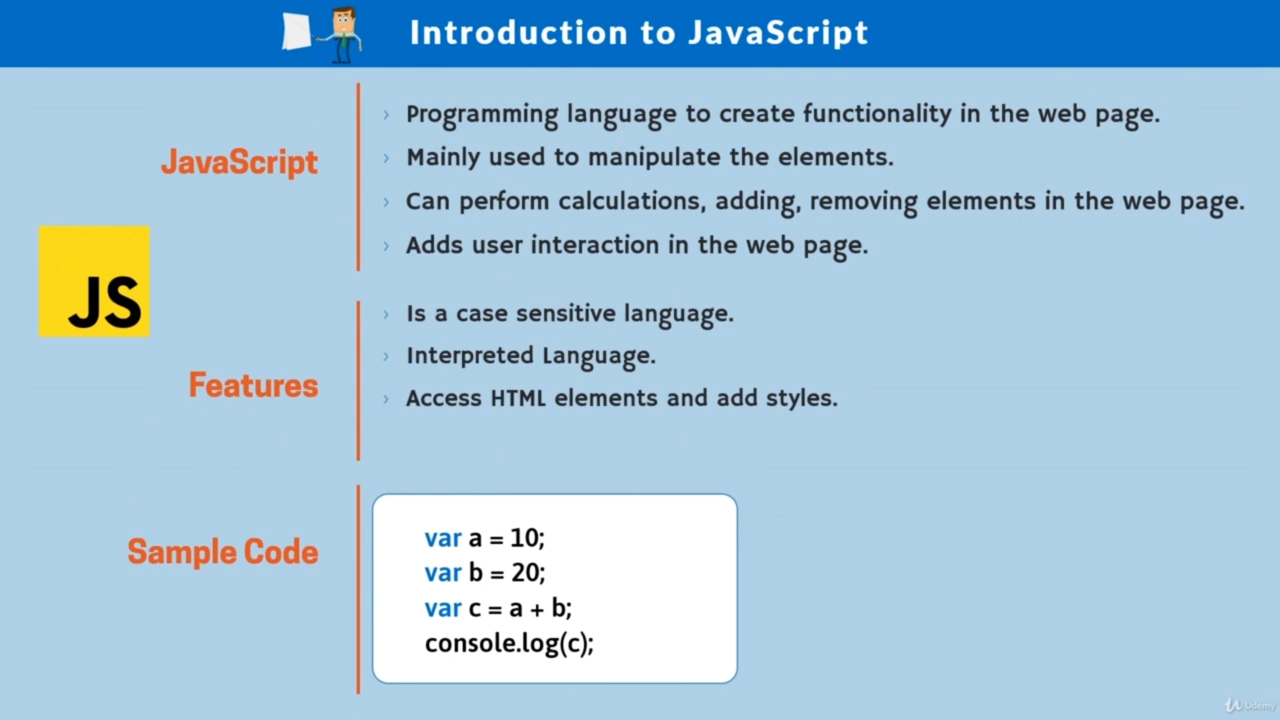 Introduction to JavaScript
JavaScript
› Programming language to create functionality in the web page.
› Mainly used to manipulate the elements.
› Can perform calculations, adding, removing elements in the web page.
› Adds user interaction in the web page.
JS
Features
› Is a case sensitive language.
› Interpreted Language.
› Access HTML elements and add styles.
Sample Code
var a = 10;
var b = 20;
var c = a + b;
console.log(c);
Udemy